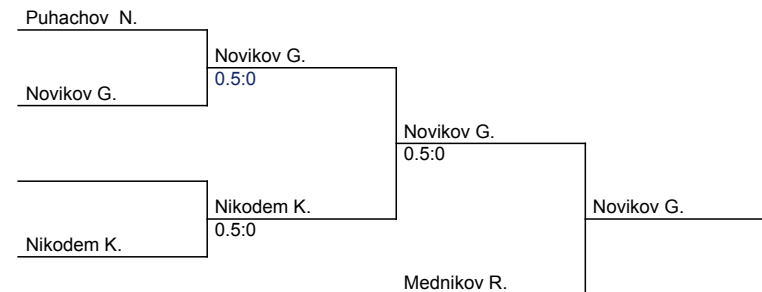 Puhachov  N.
Novikov G.
0.5:0
Novikov G.
Novikov G.
0.5:0
Nikodem K.
Novikov G.
0.5:0
Nikodem K.
Mednikov R.